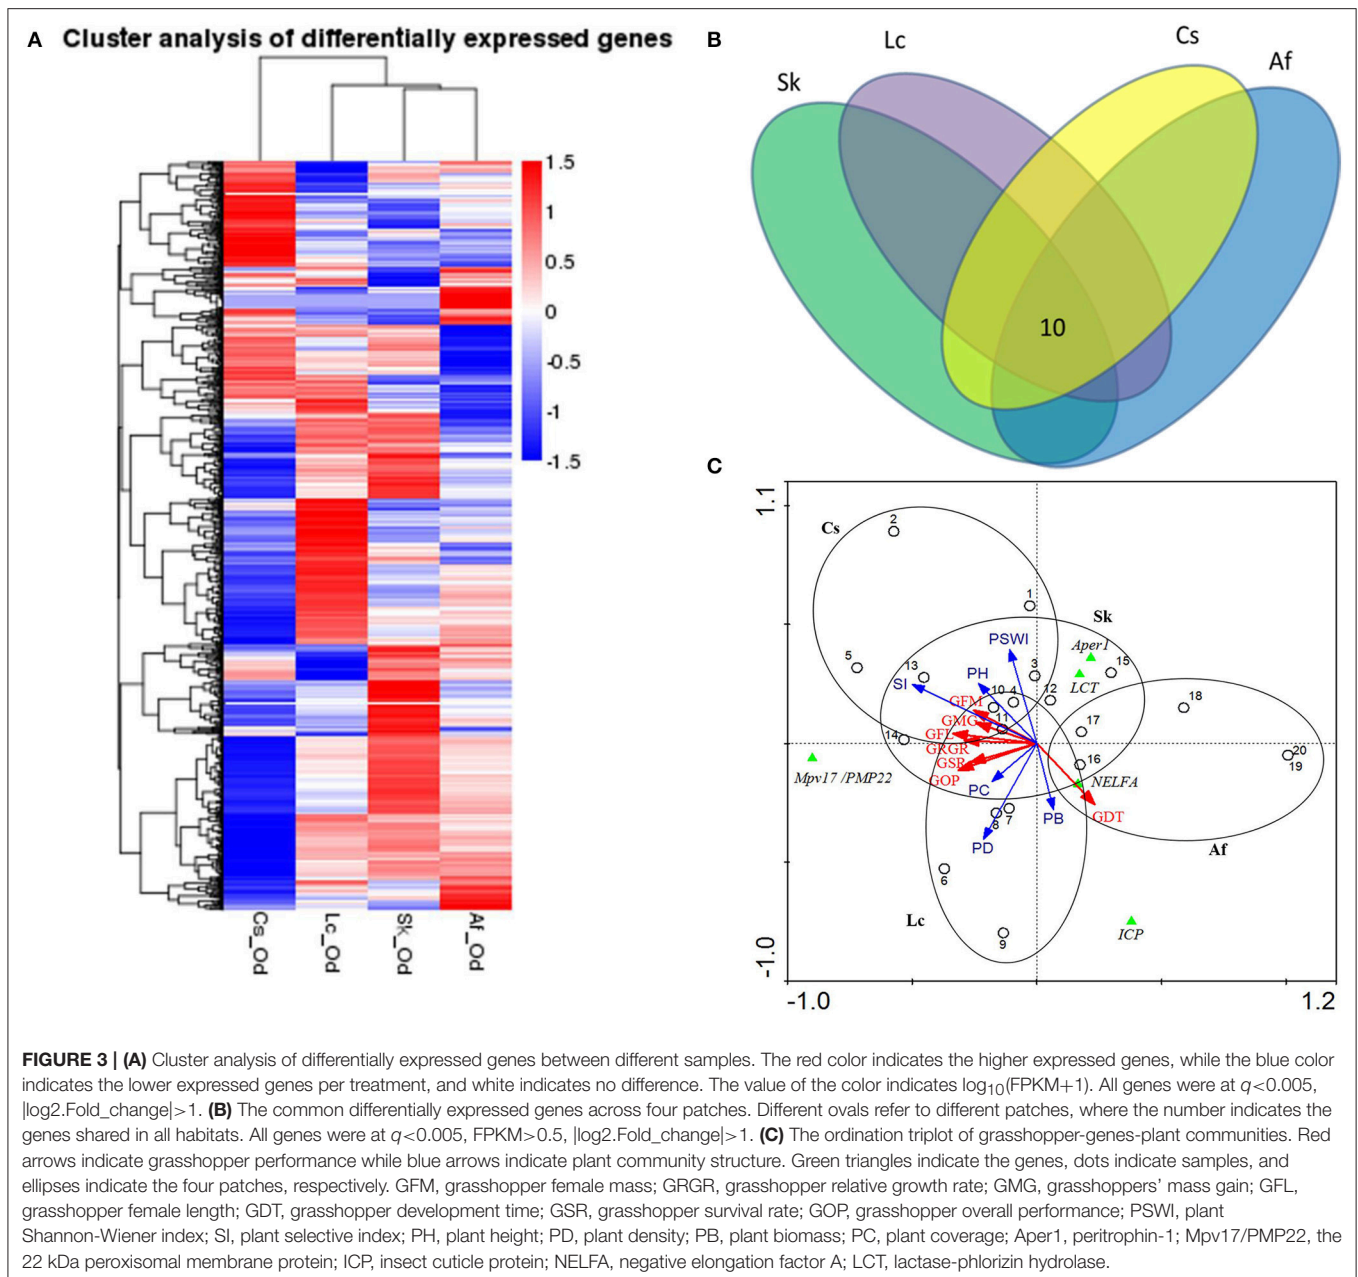 A Cluster analysis of differentially expressed genes
1.5
1
0.5
0
-0.5
-1
-1.5
Cs_Od
Lc_Od
Sk_Od
Af_Od
B
Sk
Lc
Cs
Af
10
C
1.1
-1.0
-1.0
1.2
Cs
Sk
Lc
Af
2
1
5
13
3
15
10
4
12
11
14
17
18
16
20
19
8
7
6
9
PSWI
PH
SI
PC
PD
PB
GFM
GMG
GFL
GRGR
GSR
GOP
GDT
Aper1
LCT
Mpv17 /PMP22
NELFA
ICP
FIGURE 3 | (A) Cluster analysis of differentially expressed genes between different samples. The red color indicates the higher expressed genes, while the blue color
indicates the lower expressed genes per treatment, and white indicates no difference. The value of the color indicates log10(FPKM+1). All genes were at q<0.005,
|log2.Fold_change|>1. (B) The common differentially expressed genes across four patches. Different ovals refer to different patches, where the number indicates the
genes shared in all habitats. All genes were at q<0.005, FPKM>0.5, |log2.Fold_change|>1. (C) The ordination triplot of grasshopper-genes-plant communities. Red
arrows indicate grasshopper performance while blue arrows indicate plant community structure. Green triangles indicate the genes, dots indicate samples, and
ellipses indicate the four patches, respectively. GFM, grasshopper female mass; GRGR, grasshopper relative growth rate; GMG, grasshoppers' mass gain; GFL,
grasshopper female length; GDT, grasshopper development time; GSR, grasshopper survival rate; GOP, grasshopper overall performance; PSWI, plant
Shannon-Wiener index; SI, plant selective index; PH, plant height; PD, plant density; PB, plant biomass; PC, plant coverage; Aper1, peritrophin-1; Mpv17/PMP22, the
22 kDa peroxisomal membrane protein; ICP, insect cuticle protein; NELFA, negative elongation factor A; LCT, lactase-phlorizin hydrolase.